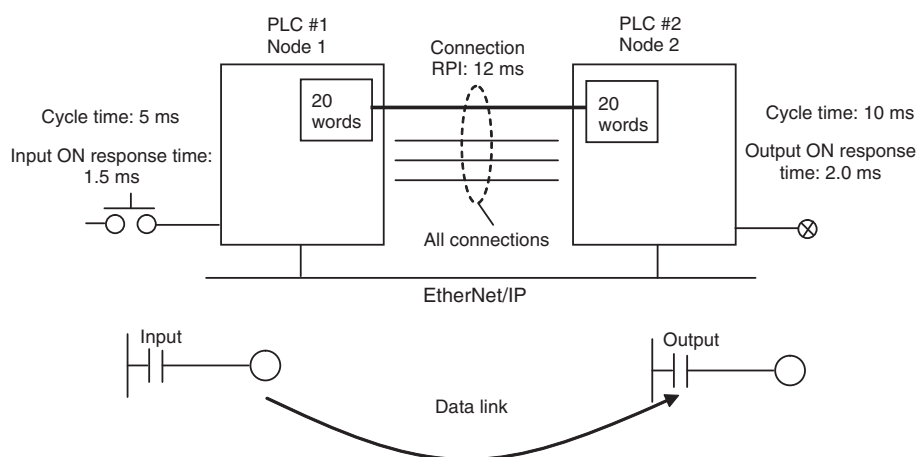 PLC #1
Node 1
PLC #2
Node 2
Connection
RPI: 12 ms
20
words
20
words
Cycle time: 5 ms
Cycle time: 10 ms
Input ON response time:
1.5 ms
Output ON response
time: 2.0 ms
All connections
EtherNet/IP
Input
Output
Data link